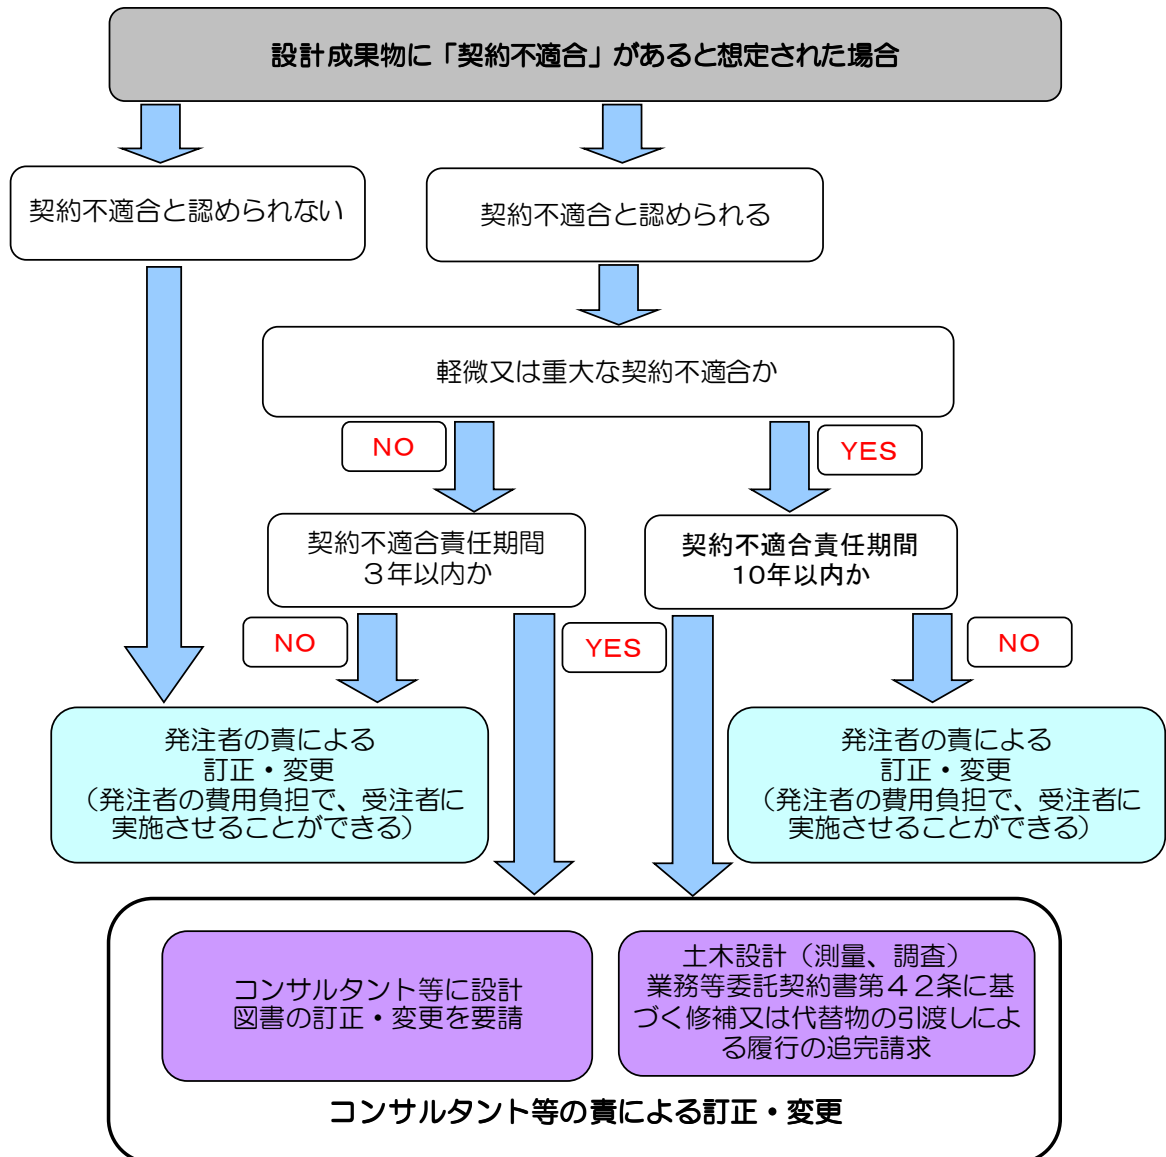 設計成果物に「契約不適合」があると想定された場合
契約不適合と認められない
契約不適合と認められる
軽微又は重大な契約不適合か
NO
YES
契約不適合責任期間
３年以内か
契約不適合責任期間
10年以内か
NO
YES
NO
発注者の責による
訂正・変更
（発注者の費用負担で、受注者に
実施させることができる）
発注者の責による
訂正・変更
（発注者の費用負担で、受注者に
実施させることができる）
コンサルタント等に設計
図書の訂正・変更を要請
土木設計（測量、調査）
業務等委託契約書第４２条に基
づく修補又は代替物の引渡しによ
る履行の追完請求
コンサルタント等の責による訂正・変更